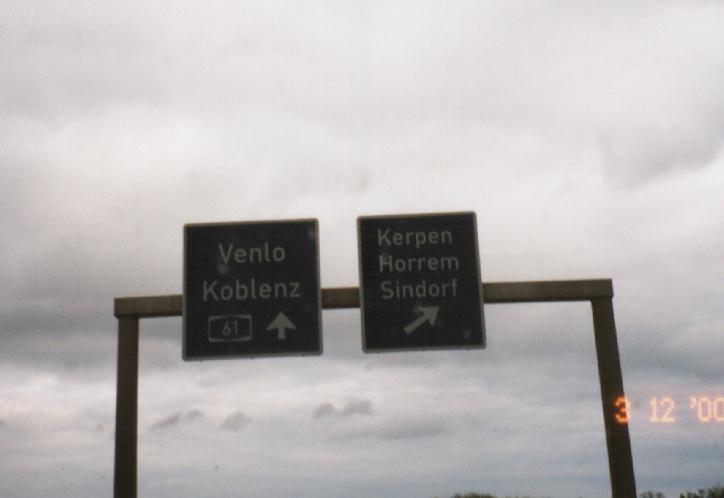 Venlo
Koblenz
61
Kerpen
Horrem
Sindorf
3 12 '00